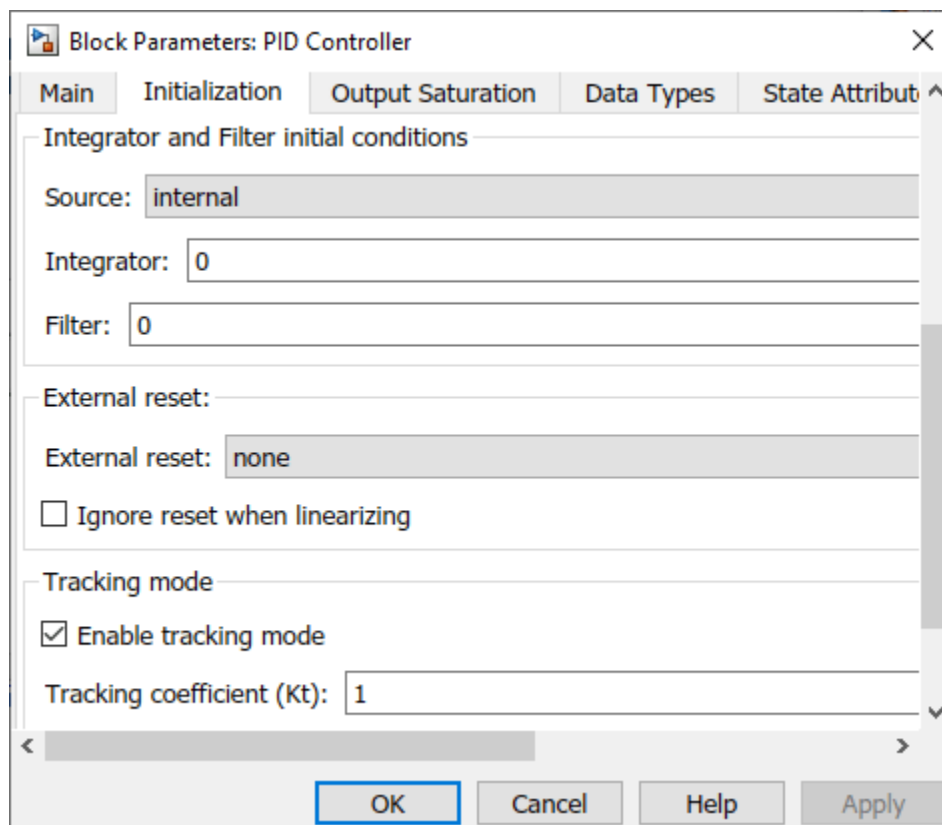 Block Parameters: PID Controller
Main Initialization Output Saturation Data Types State Attribut
Integrator and Filter initial conditions
Source: internal
Integrator: 0
Filter: 0
External reset:
External reset: none
Ignore reset when linearizing
Tracking mode
Enable tracking mode
Tracking coefficient (Kt): 1
OK Cancel Help Apply